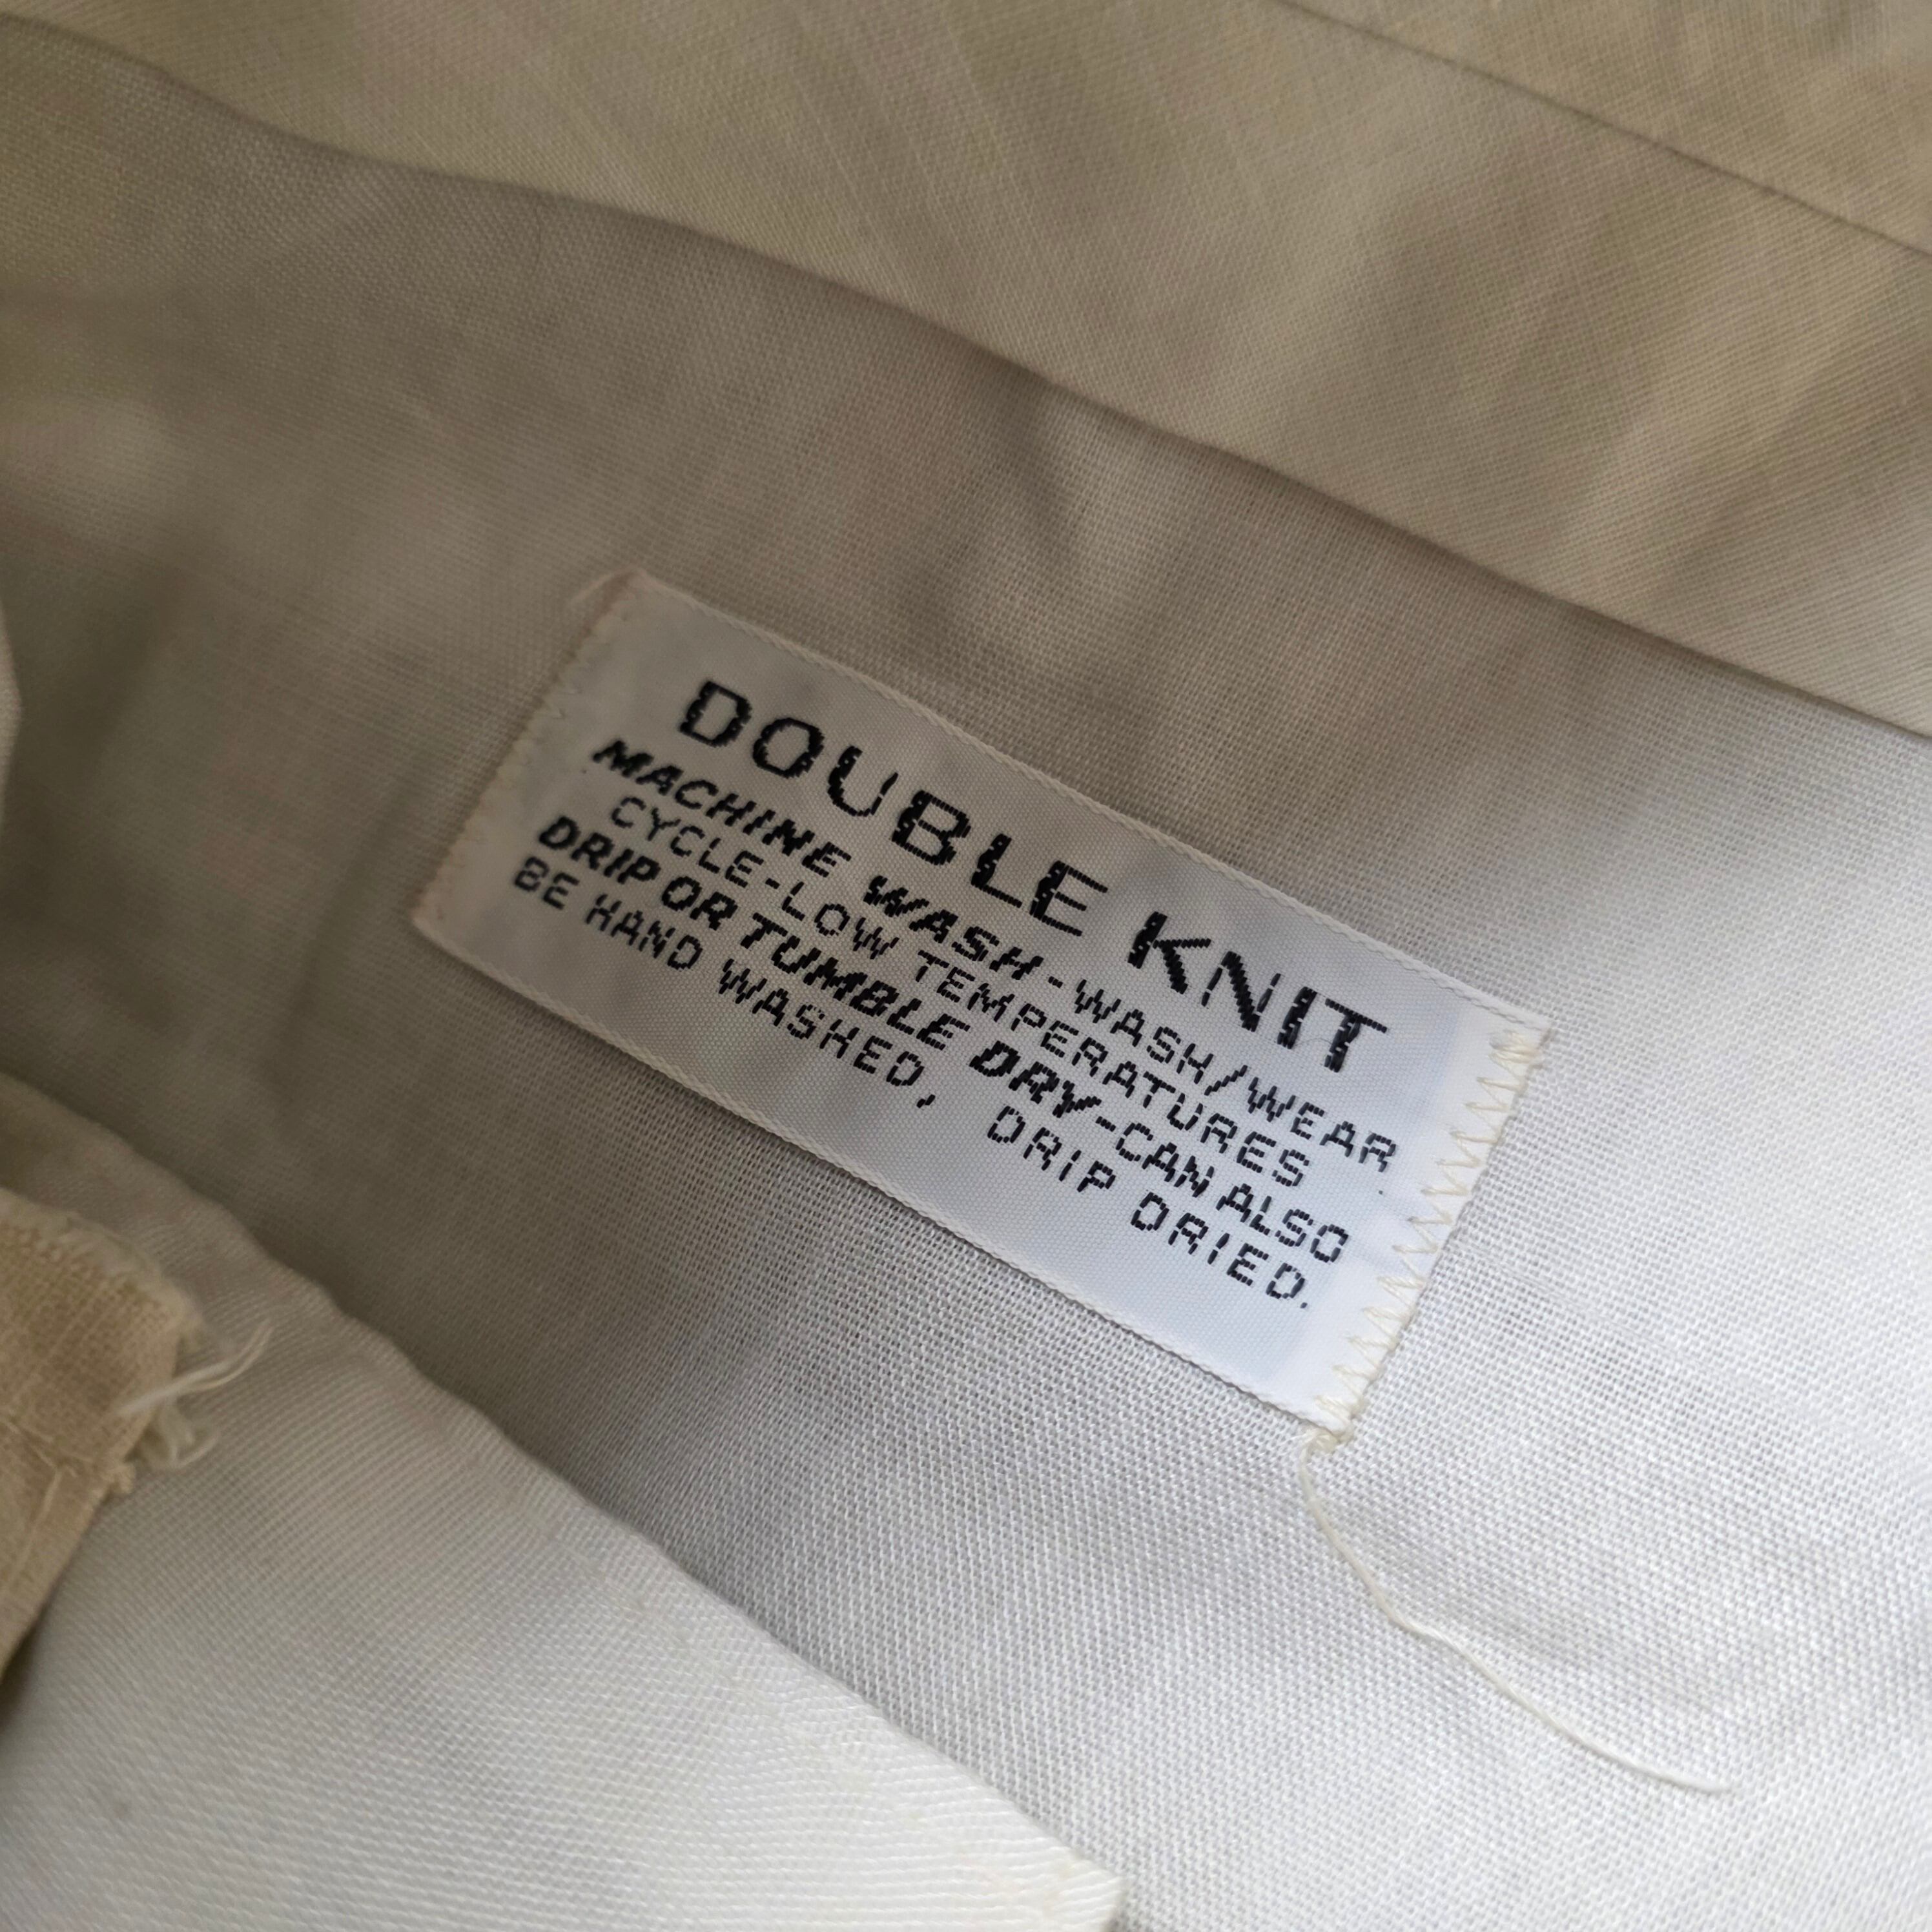 DOUBLE KNIT
MACHINE WASH-WASH/WEAR
CYCLE-LOW TEMPERATURES
DRIP OR TUMBLE DRY-CAN ALSO
BE HAND WASHED, DRIP DRIED.